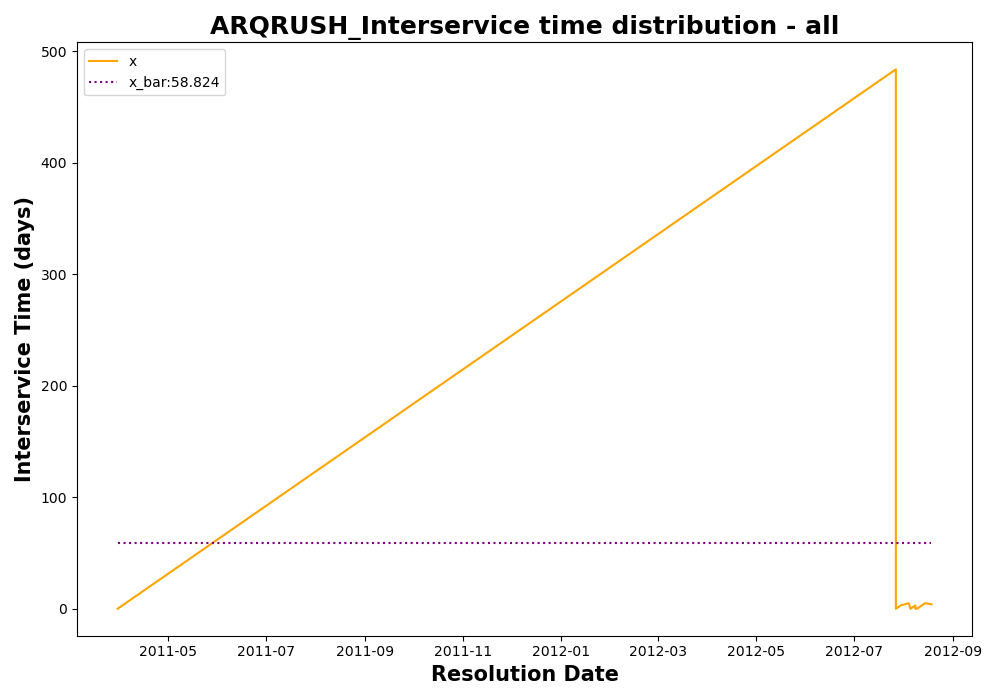 ARQRUSH_Interservice time distribution - all
x
x_bar:58.824
Interservice Time (days)
500
400
300
200
100
0
2011-05 2011-07 2011-09 2011-11 2012-01 2012-03 2012-05 2012-07 2012-09
Resolution Date